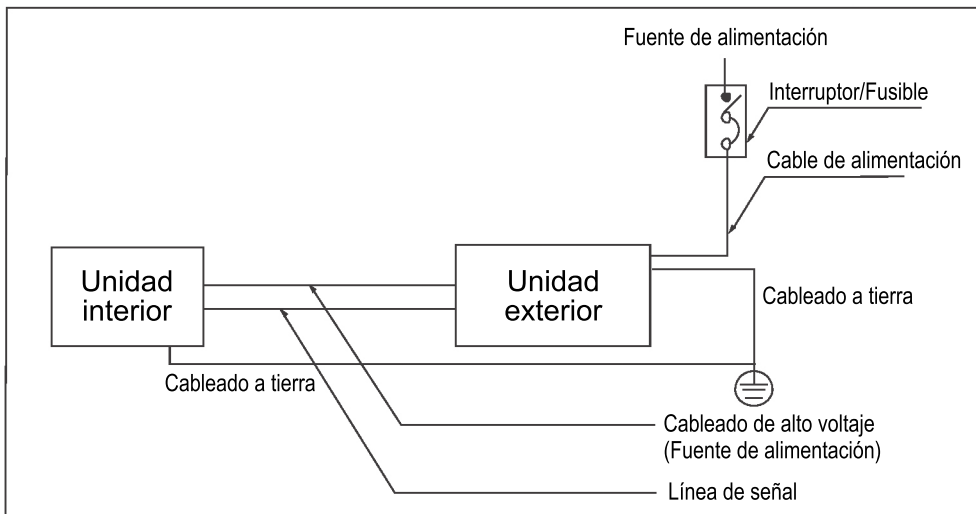 Fuente de alimentación
Interruptor/Fusible
Cable de alimentación
Unidad
interior
Unidad
exterior
Cableado a tierra
Cableado a tierra
Cableado de alto voltaje
(Fuente de alimentación)
Línea de señal